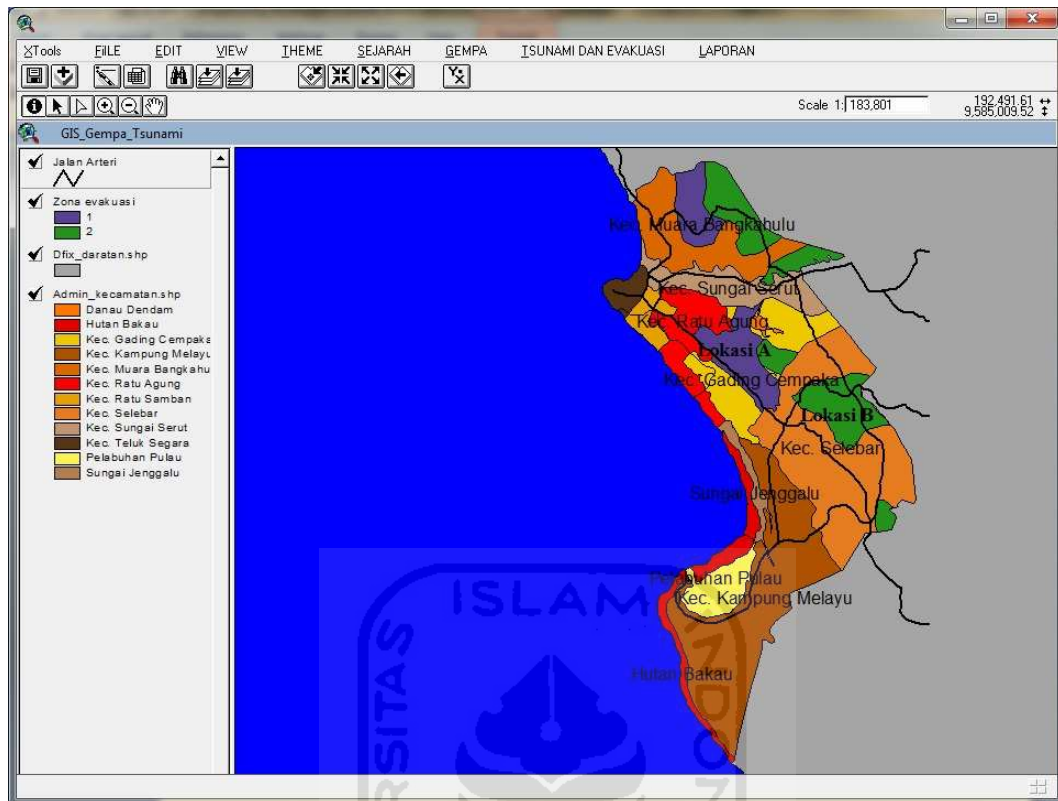 XTools FiILE EDIT VIEW THEME SEJARAH GEMPA TSUNAMI DAN EVAKUASI LAPORAN
Scale 1: 183,801
192,491.61
9,585,009.52
GIS_Gempa_Tsunami
Jalan Arteri
Zona evakuasi
1
2
Dfix_daratan.shp
Admin_kecamatan.shp
Danau Dendam
Hutan Bakau
Kec. Gading Cempaka
Kec. Kampung Melayu
Kec. Muara Bangkahu
Kec. Ratu Agung
Kec. Ratu Samban
Kec. Selebar
Kec. Sungai Serut
Kec. Teluk Segara
Pelabuhan Pulau
Sungai Jenggalu
Kec. Muara Bangkahulu
Kec. Sungai Serut
Kec. Ratu Agung
Lokasi A
Kec. Gading Cempaka
Lokasi B
Kec. Selebar
Sungai Jenggalu
Pelabuhan Pulau
Kec. Kampung Melayu
Hutan Bakau
ISLAM